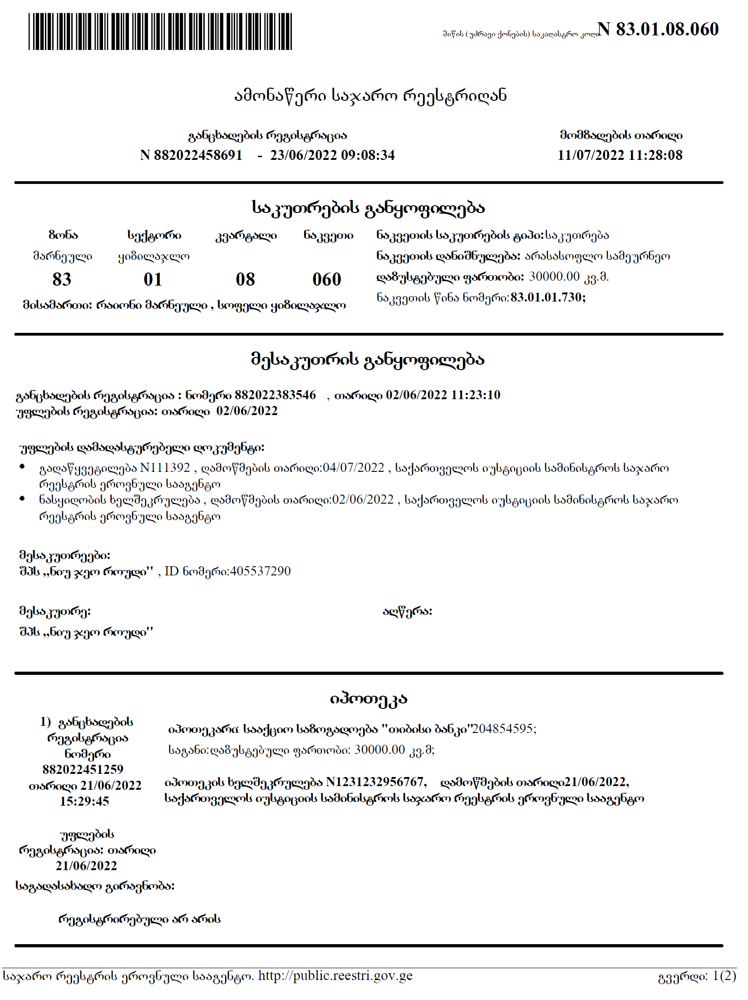 მიწის (უძრავი ქონების) საკადასტრო კოდი N 83.01.08.060
ამონაწერი საჯარო რეესტრიდან
განცხადების რეგისტრაცია
N 882022458691 - 23/06/2022 09:08:34
მომზადების თარიღი
11/07/2022 11:28:08
საკუთრების განყოფილება
ზონა სექტორი კვარტალი ნაკვეთი
მარნეული ყიზილაჯლო
83 01 08 060
მისამართი: რაიონი მარნეული , სოფელი ყიზილაჯლო
ნაკვეთის საკუთრების ტიპი:საკუთრება
ნაკვეთის დანიშნულება: არასასოფლო სამეურნეო
დაზუსტებული ფართობი: 30000.00 კვ.მ.
ნაკვეთის წინა ნომერი:83.01.01.730;
მესაკუთრის განყოფილება
განცხადების რეგისტრაცია : ნომერი 882022383546 , თარიღი 02/06/2022 11:23:10
უფლების რეგისტრაცია: თარიღი 02/06/2022
უფლების დამადასტურებელი დოკუმენტი:
• გადაწყვეტილება N111392 , დამოწმების თარიღი:04/07/2022 , საქართველოს იუსტიციის სამინისტროს საჯარო
რეესტრის ეროვნული სააგენტო
• ნასყიდობის ხელშეკრულება , დამოწმების თარიღი:02/06/2022 , საქართველოს იუსტიციის სამინისტროს საჯარო
რეესტრის ეროვნული სააგენტო
მესაკუთრეები:
შპს ,,ნიუ ჯეო როუდი'' , ID ნომერი:405537290
მესაკუთრე:
შპს ,,ნიუ ჯეო როუდი''
აღწერა:
იპოთეკა
1) განცხადების
რეგისტრაცია
ნომერი
882022451259
თარიღი 21/06/2022
15:29:45
უფლების
რეგისტრაცია: თარიღი
21/06/2022
იპოთეკარი: სააქციო საზოგადოება "თიბისი ბანკი"204854595;
საგანი:დაზუსტებული ფართობი: 30000.00 კვ.მ;
იპოთეკის ხელშეკრულება N1231232956767, დამოწმების თარიღი21/06/2022,
საქართველოს იუსტიციის სამინისტროს საჯარო რეესტრის ეროვნული სააგენტო
საგადასახადო გირავნობა:
რეგისტრირებული არ არის
საჯარო რეესტრის ეროვნული სააგენტო. http://public.reestri.gov.ge
გვერდი: 1(2)